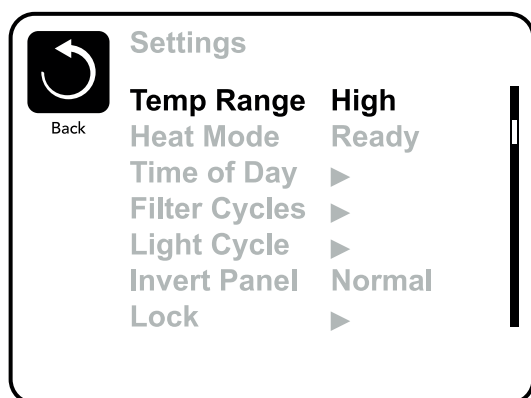 Settings
Back
Temp Range High
Heat Mode Ready
Time of Day ▶
Filter Cycles ▶
Light Cycle ▶
Invert Panel Normal
Lock ▶